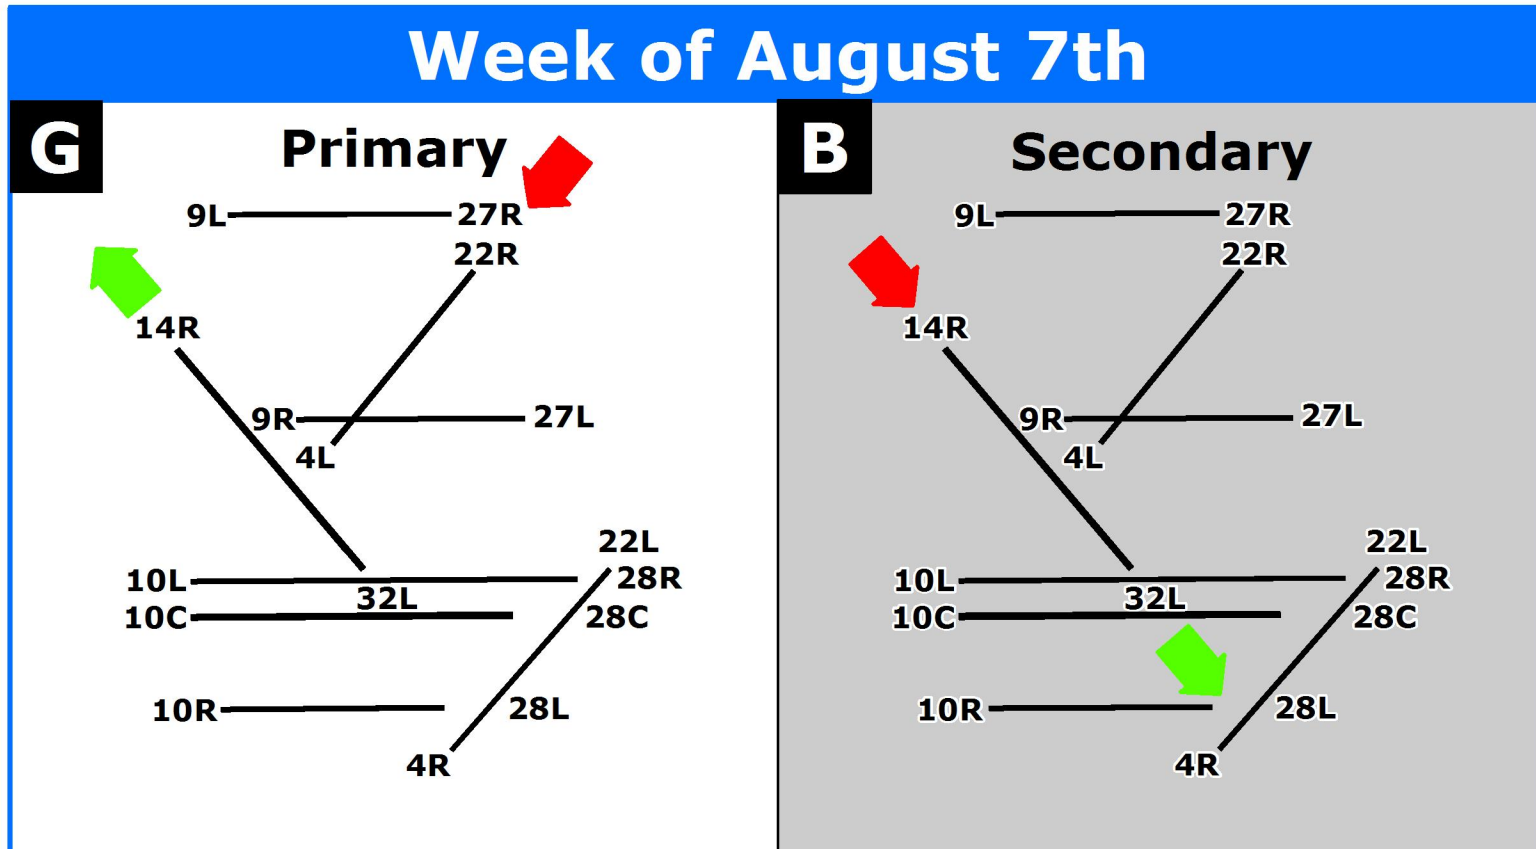 Week of August 7th
G
Primary
9L
27R
22R
14R
9R
27L
4L
22L
10L
28R
32L
10C
28C
10R
28L
4R
B
Secondary
9L
27R
22R
14R
9R
27L
4L
22L
10L
28R
32L
10C
28C
10R
28L
4R